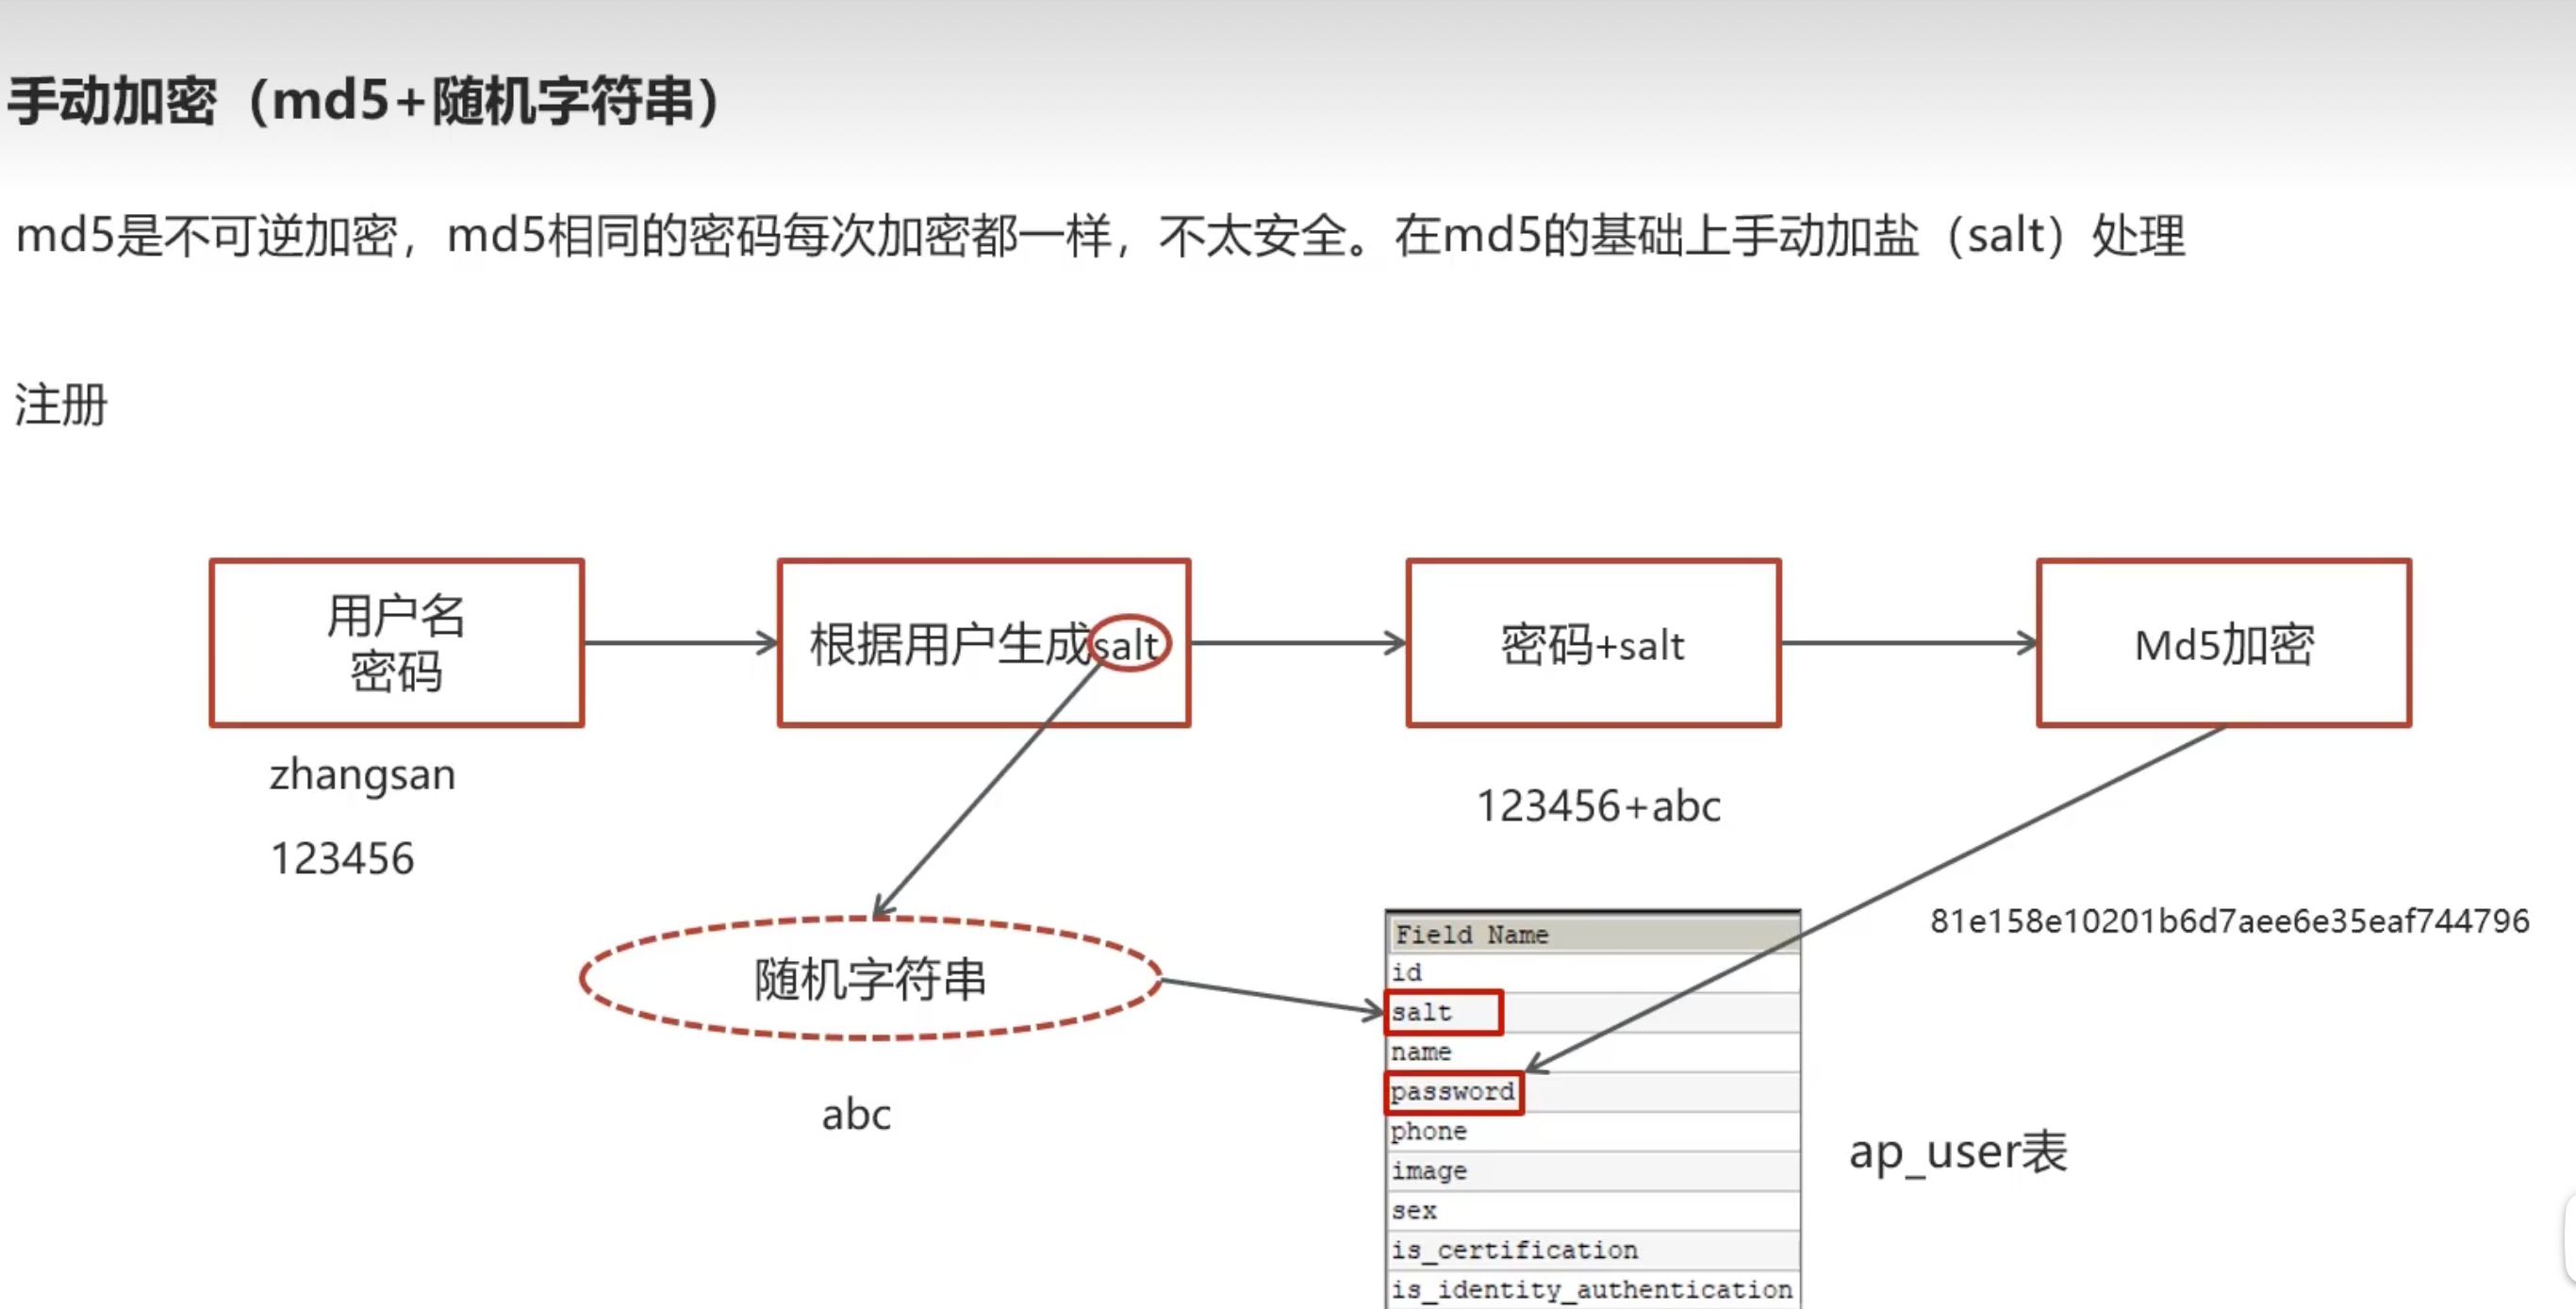 手动加密（md5+随机字符串）
md5是不可逆加密，md5相同的密码每次加密都一样，不太安全。在md5的基础上手动加盐（salt）处理
注册
用户名
密码
根据用户生成salt
密码+salt
Md5加密
zhangsan
123456
123456+abc
81e158e10201b6d7aee6e35eaf744796
随机字符串
abc
Field Name
id
salt
name
password
phone
image
sex
is_certification
is_identity_authentication
ap_user表